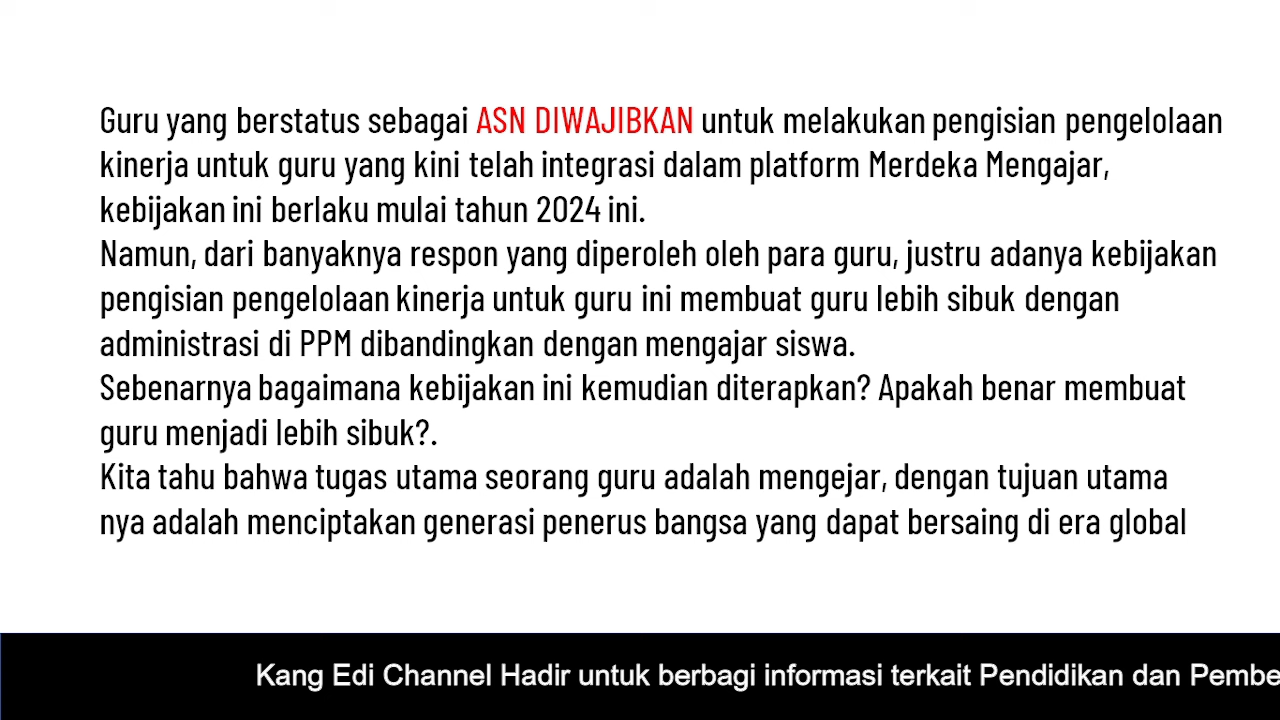 Guru yang berstatus sebagai ASN DIWAJIBKAN untuk melakukan pengisian pengelolaan
kinerja untuk guru yang kini telah integrasi dalam platform Merdeka Mengajar,
kebijakan ini berlaku mulai tahun 2024 ini.
Namun, dari banyaknya respon yang diperoleh oleh para guru, justru adanya kebijakan
pengisian pengelolaan kinerja untuk guru ini membuat guru lebih sibuk dengan
administrasi di PPM dibandingkan dengan mengajar siswa.
Sebenarnya bagaimana kebijakan ini kemudian diterapkan? Apakah benar membuat
guru menjadi lebih sibuk?.
Kita tahu bahwa tugas utama seorang guru adalah mengejar, dengan tujuan utama
nya adalah menciptakan generasi penerus bangsa yang dapat bersaing di era global
Kang Edi Channel Hadir untuk berbagi informasi terkait Pendidikan dan Pembe